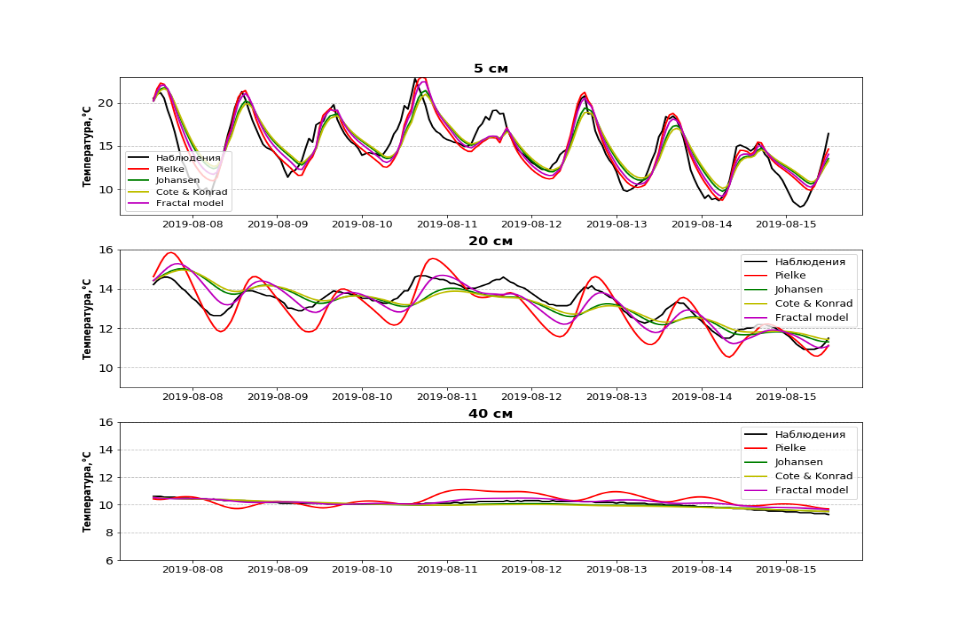 5 см
Температура,°C
20
15
10
Наблюдения
Pielke
Johansen
Cote & Konrad
Fractal model
2019-08-08 2019-08-09 2019-08-10 2019-08-11 2019-08-12 2019-08-13 2019-08-14 2019-08-15
20 см
Температура,°C
16
14
12
10
Наблюдения
Pielke
Johansen
Cote & Konrad
Fractal model
2019-08-08 2019-08-09 2019-08-10 2019-08-11 2019-08-12 2019-08-13 2019-08-14 2019-08-15
40 см
Температура,°C
16
14
12
10
8
6
Наблюдения
Pielke
Johansen
Cote & Konrad
Fractal model
2019-08-08 2019-08-09 2019-08-10 2019-08-11 2019-08-12 2019-08-13 2019-08-14 2019-08-15